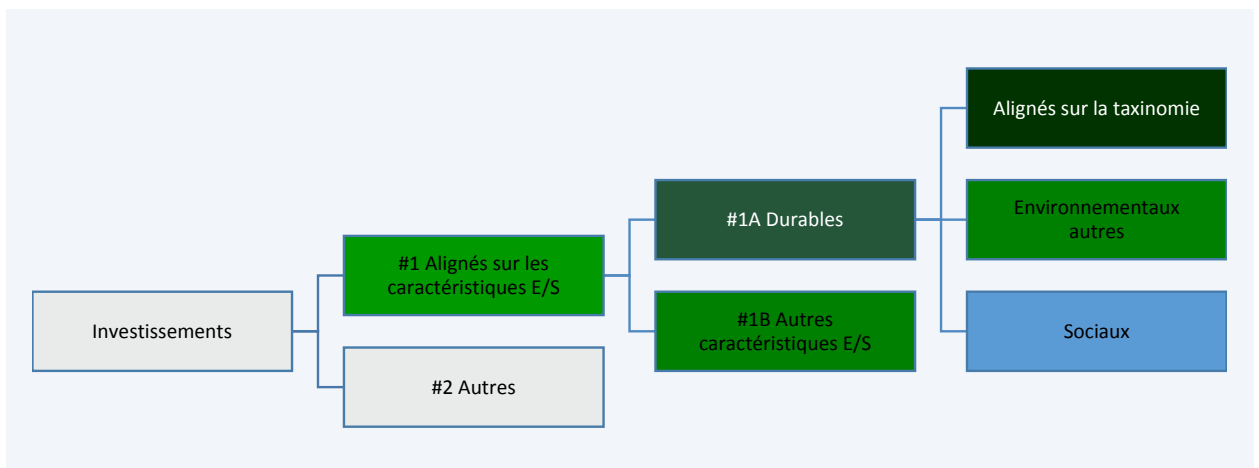 Investissements
#1 Alignés sur les
caractéristiques E/S
#2 Autres
#1A Durables
#1B Autres
caractéristiques E/S
Alignés sur la taxinomie
Environnementaux
autres
Sociaux